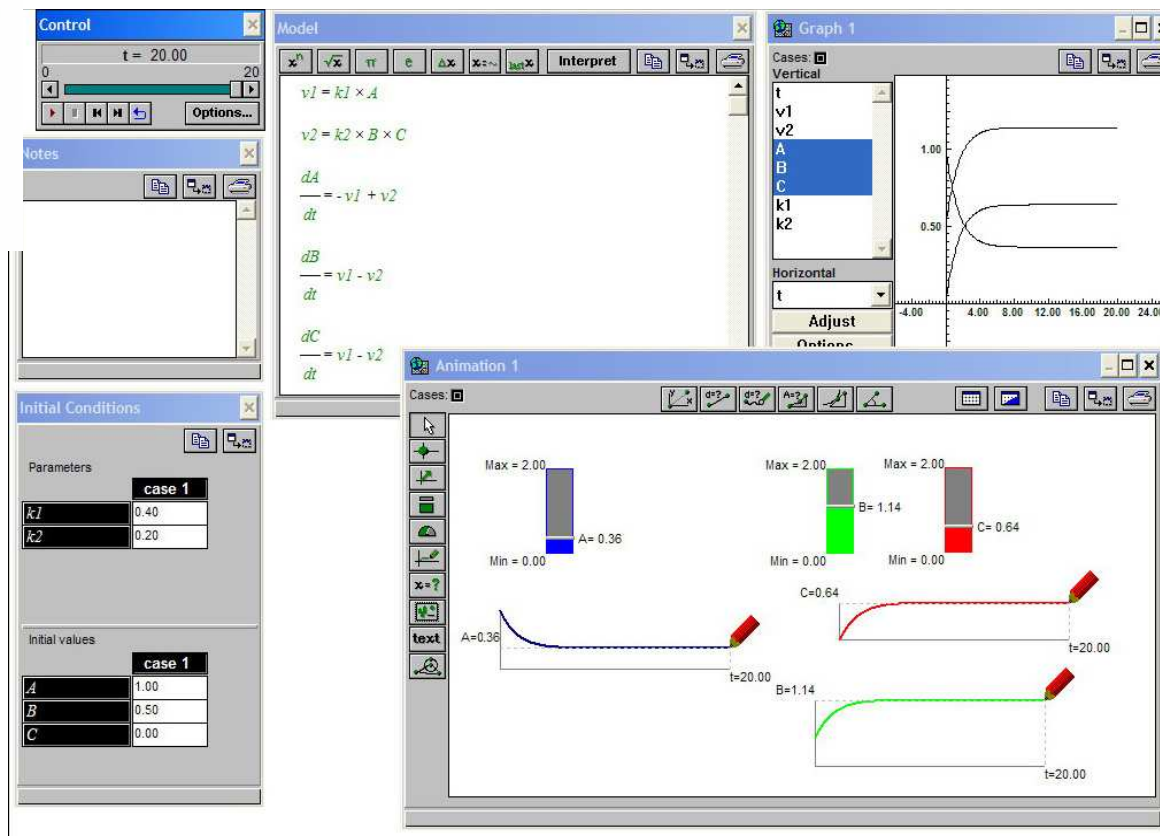 Control
t = 20.00
0 20
Options...
Notes
Model
xⁿ √x π e Δx x=~ last x Interpret
v1 = k1 × A
v2 = k2 × B × C
dA
— = - v1 + v2
dt
dB
— = v1 - v2
dt
dC
— = v1 - v2
dt
Graph 1
Cases:
Vertical
t
v1
v2
A
B
C
k1
k2
Horizontal
t
Adjust
Options
1.00
0.50
-4.00 4.00 8.00 12.00 16.00 20.00 24.00
Initial Conditions
Parameters
case 1
k1 0.40
k2 0.20
Initial values
case 1
A 1.00
B 0.50
C 0.00
Animation 1
Cases:
y x d=? d=? A=?
x=?
text
Max = 2.00
A= 0.36
Min = 0.00
Max = 2.00
B= 1.14
Min = 0.00
Max = 2.00
C= 0.64
A=0.36
t=20.00
C=0.64
t=20.00
B=1.14
t=20.00